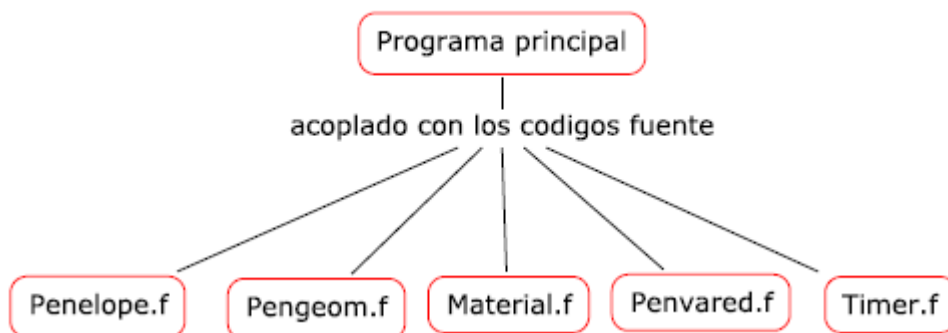 Programa principal
acoplado con los codigos fuente
Penelope.f
Pengeom.f
Material.f
Penvared.f
Timer.f